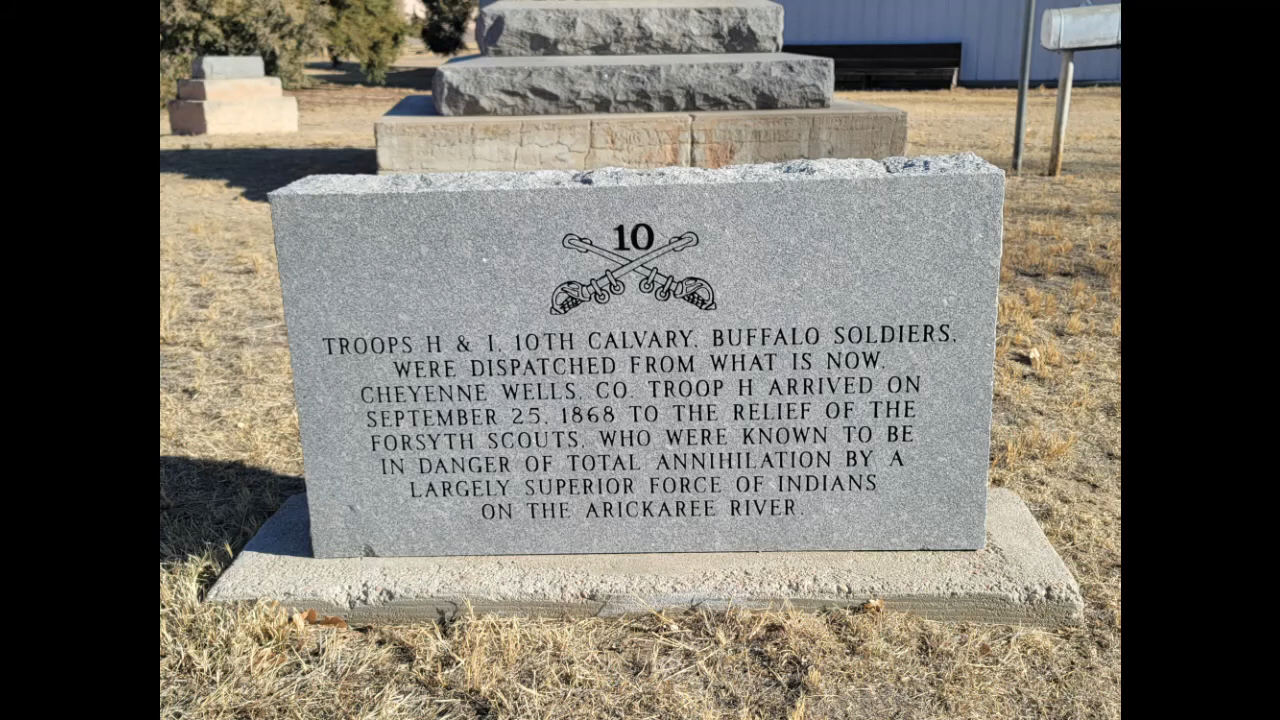 10
TROOPS H & I, 10TH CALVARY, BUFFALO SOLDIERS,
WERE DISPATCHED FROM WHAT IS NOW,
CHEYENNE WELLS, CO. TROOP H ARRIVED ON
SEPTEMBER 25, 1868 TO THE RELIEF OF THE
FORSYTH SCOUTS, WHO WERE KNOWN TO BE
IN DANGER OF TOTAL ANNIHILATION BY A
LARGELY SUPERIOR FORCE OF INDIANS
ON THE ARICKAREE RIVER.